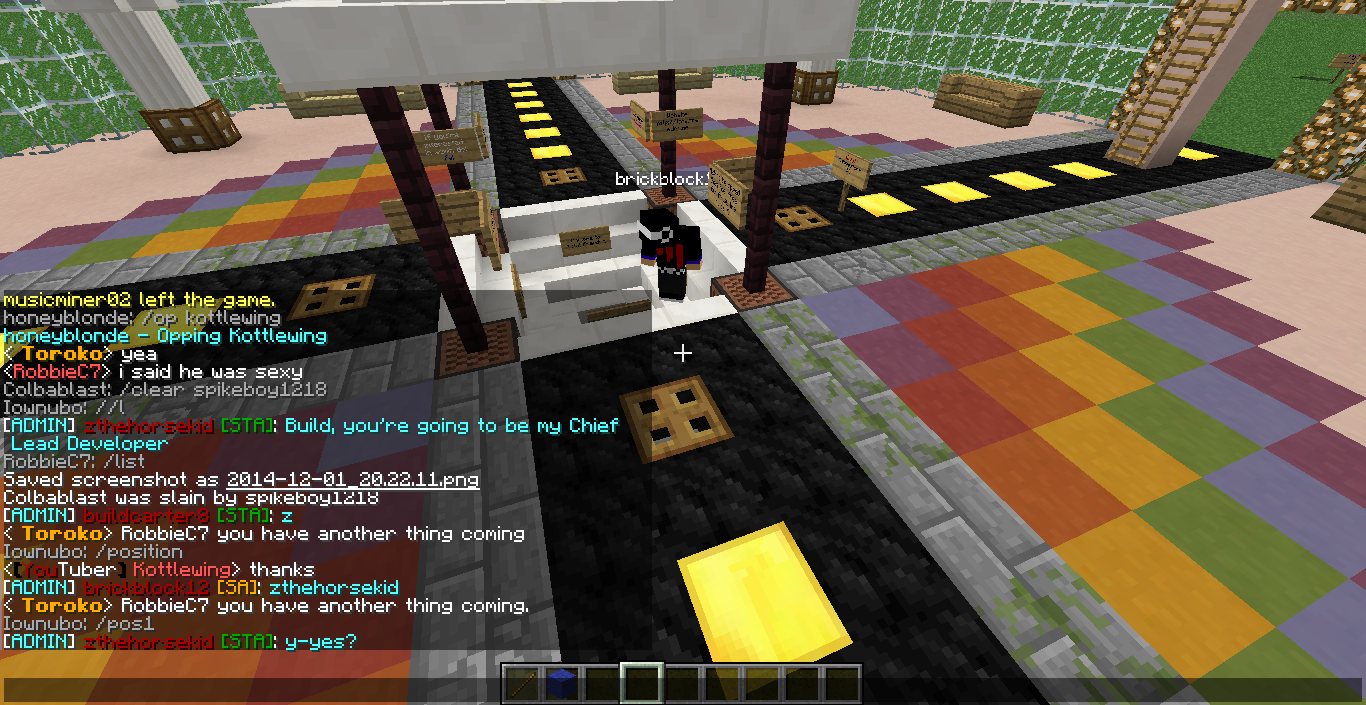 brickblock:
musicminer02 left the game.
honeyblonde: /op kottlewing
honeyblonde - Opping Kottlewing
< Toroko> yea
<RobbieC7> i said he was sexy
Colbablast: /clear spikeboy1218
Iownubo: //l
[ADMIN] zthehorsekid [STA]: Build, you're going to be my Chief
Lead Developer
RobbieC7: /list
Saved screenshot as 2014-12-01_20.22.11.png
Colbablast was slain by spikeboy1218
[ADMIN] buildcarter8 [STA]: z
< Toroko> RobbieC7 you have another thing coming
Iownubo: /position
<[YouTuber] Kottlewing> thanks
[ADMIN] brickblock12 [SA]: zthehorsekid
< Toroko> RobbieC7 you have another thing coming.
Iownubo: /pos1
[ADMIN] zthehorsekid [STA]: y-yes?